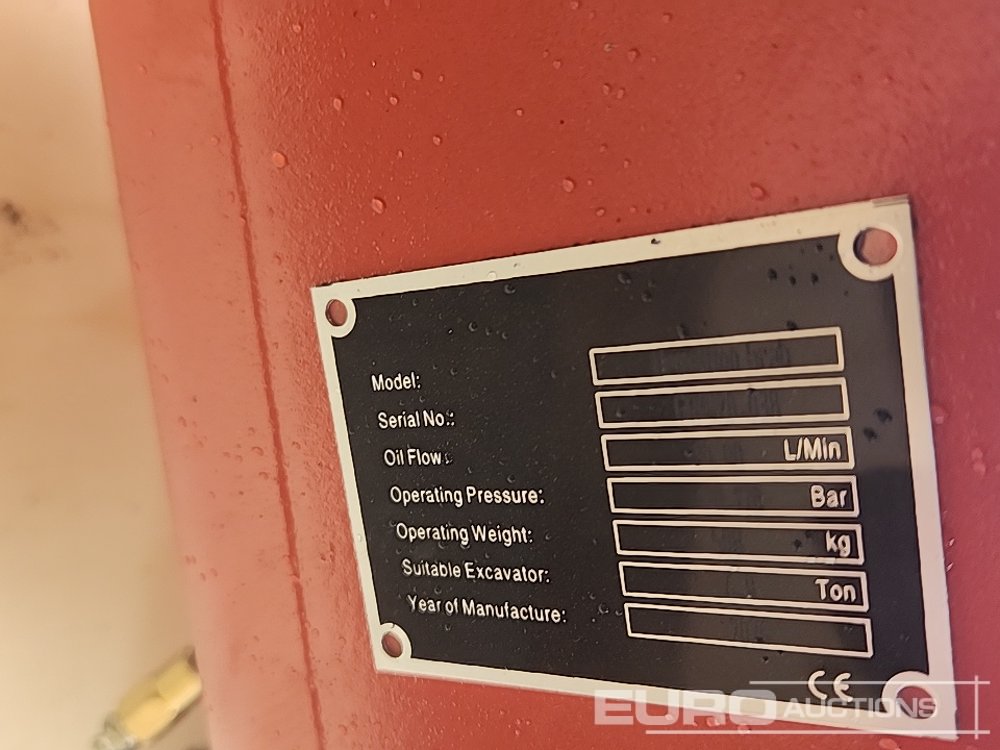 Model:
Serial No.:
Oil Flow: L/Min
Operating Pressure: Bar
Operating Weight: kg
Suitable Excavator: Ton
Year of Manufacture:
CE
EURO AUCTIONS